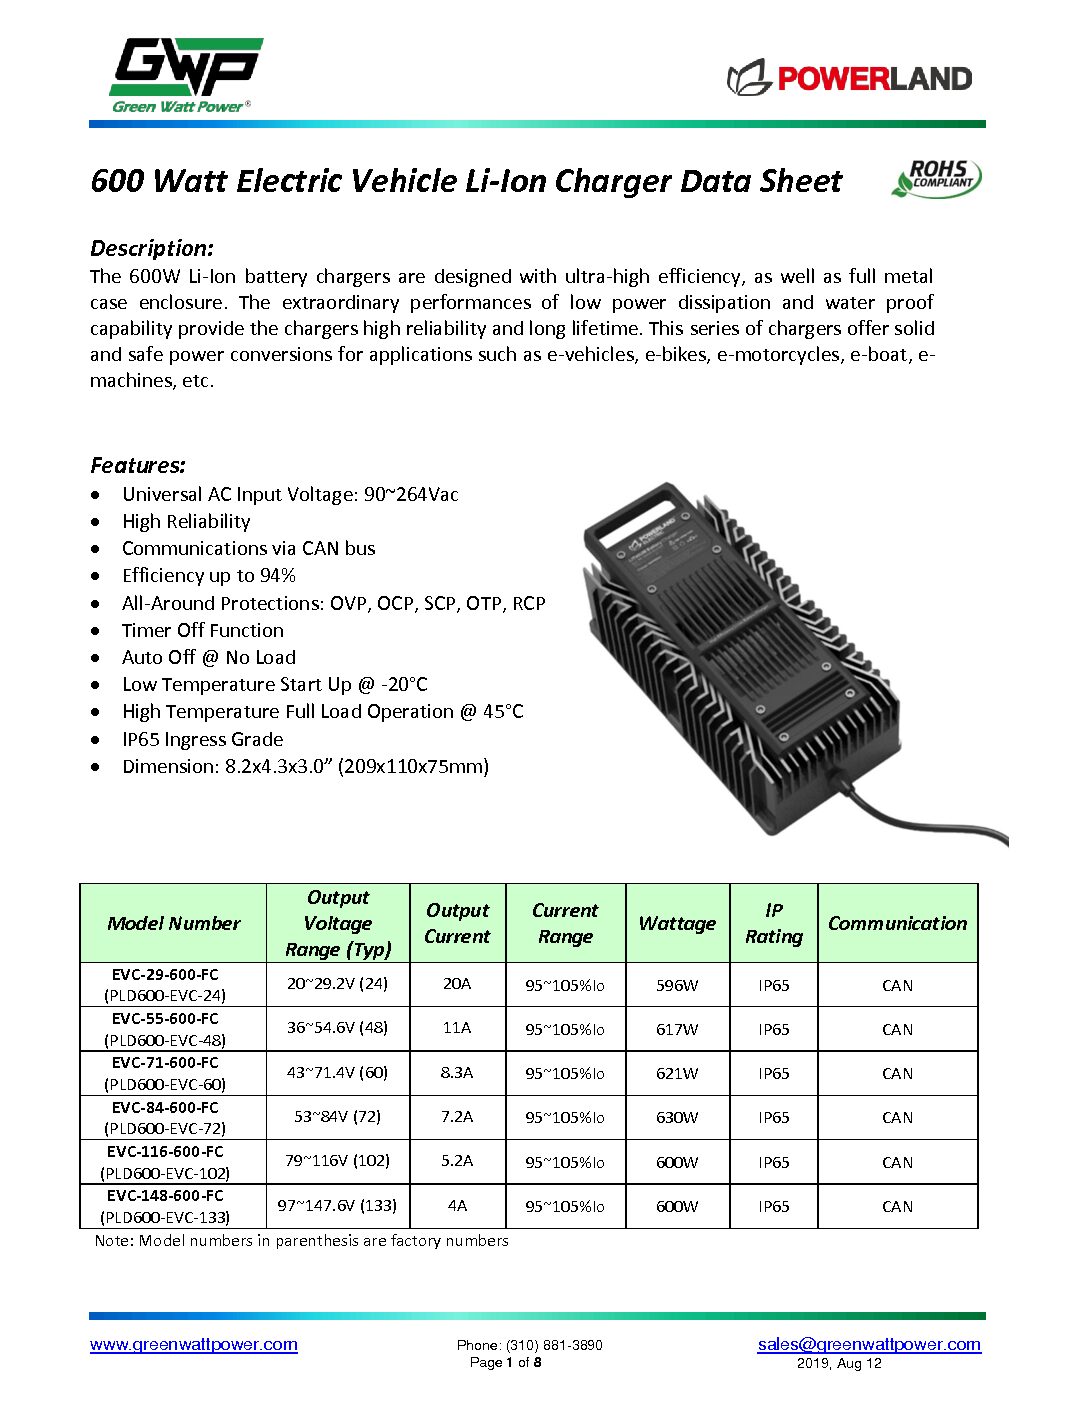 GWP
Green Watt Power®
POWERLAND
600 Watt Electric Vehicle Li-Ion Charger Data Sheet
ROHS
COMPLIANT
Description:
The 600W Li-Ion battery chargers are designed with ultra-high efficiency, as well as full metal
case enclosure. The extraordinary performances of low power dissipation and water proof
capability provide the chargers high reliability and long lifetime. This series of chargers offer solid
and safe power conversions for applications such as e-vehicles, e-bikes, e-motorcycles, e-boat, e-
machines, etc.
Features:
• Universal AC Input Voltage: 90~264Vac
• High Reliability
• Communications via CAN bus
• Efficiency up to 94%
• All-Around Protections: OVP, OCP, SCP, OTP, RCP
• Timer Off Function
• Auto Off @ No Load
• Low Temperature Start Up @ -20°C
• High Temperature Full Load Operation @ 45°C
• IP65 Ingress Grade
• Dimension: 8.2x4.3x3.0” (209x110x75mm)
POWERLAND
Model Number Output Voltage Range (Typ) Output Current Current Range Wattage IP Rating Communication
EVC-29-600-FC
(PLD600-EVC-24) 20~29.2V (24) 20A 95~105%Io 596W IP65 CAN
EVC-55-600-FC
(PLD600-EVC-48) 36~54.6V (48) 11A 95~105%Io 617W IP65 CAN
EVC-71-600-FC
(PLD600-EVC-60) 43~71.4V (60) 8.3A 95~105%Io 621W IP65 CAN
EVC-84-600-FC
(PLD600-EVC-72) 53~84V (72) 7.2A 95~105%Io 630W IP65 CAN
EVC-116-600-FC
(PLD600-EVC-102) 79~116V (102) 5.2A 95~105%Io 600W IP65 CAN
EVC-148-600-FC
(PLD600-EVC-133) 97~147.6V (133) 4A 95~105%Io 600W IP65 CAN
Note: Model numbers in parenthesis are factory numbers
www.greenwattpower.com Phone: (310) 881-3890 sales@greenwattpower.com
Page 1 of 8 2019, Aug 12